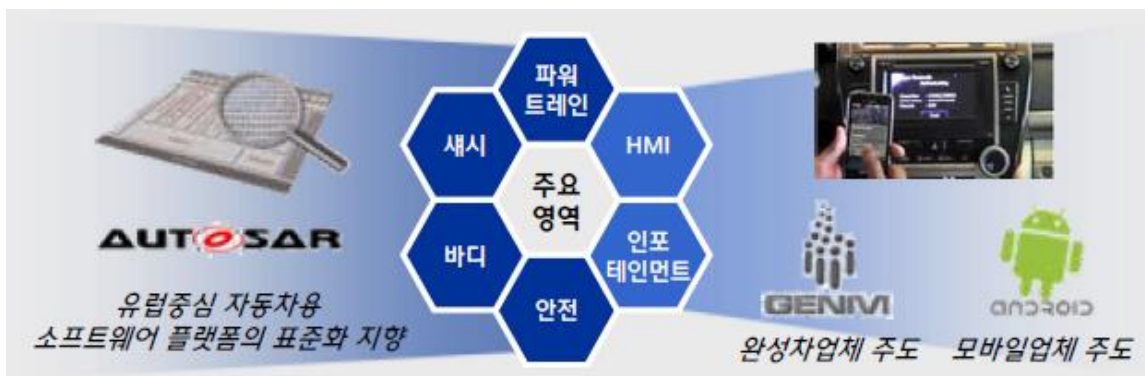 파워
트레인
섀시
HMI
주요
영역
바디
인포
테인먼트
안전
AUTOSAR
유럽중심 자동차용
소프트웨어 플랫폼의 표준화 지향
GENIVI
완성차업체 주도
ANDROID
모바일업체 주도